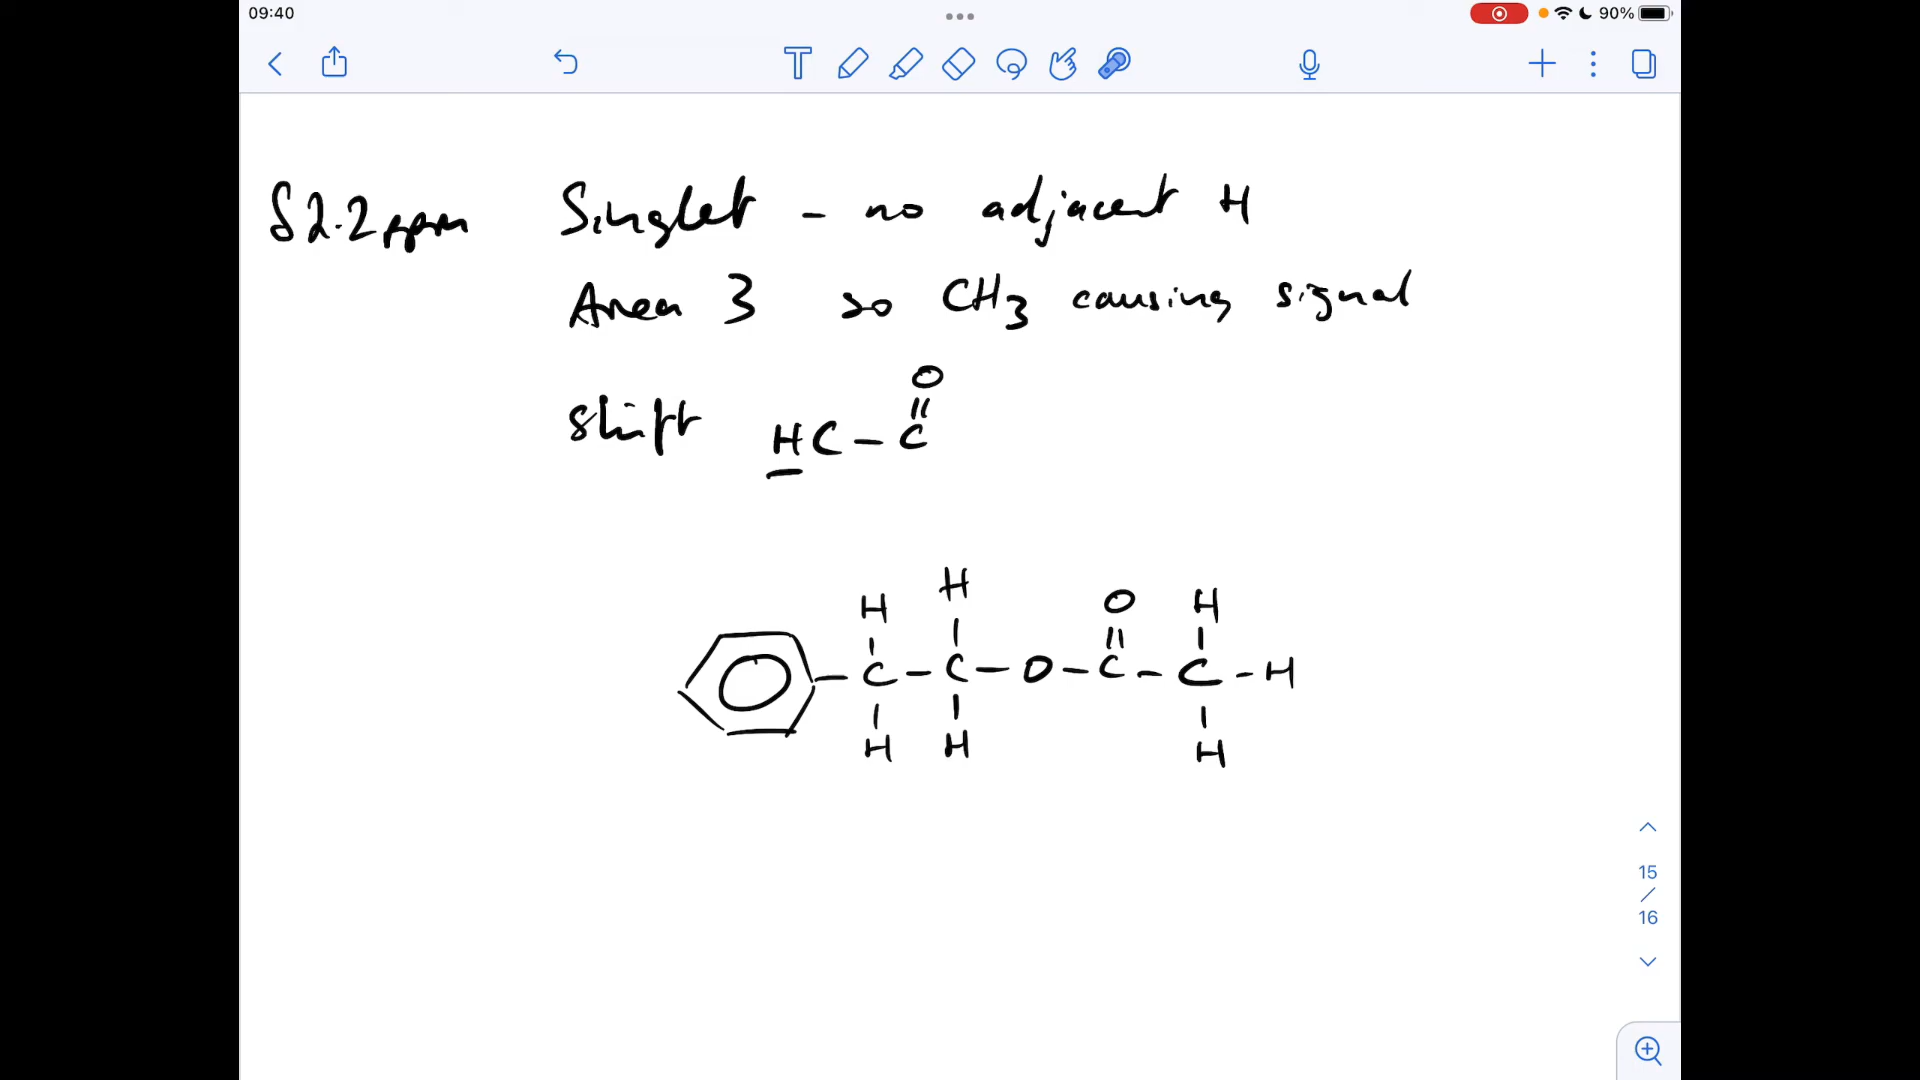 09:40
90%
δ 2.2 ppm Singlet - no adjacent H
Area 3 so CH3 causing signal
O
||
shift HC - C
H H O H
| | || |
- C - C - O - C - C - H
| | |
H H H
15
/
16